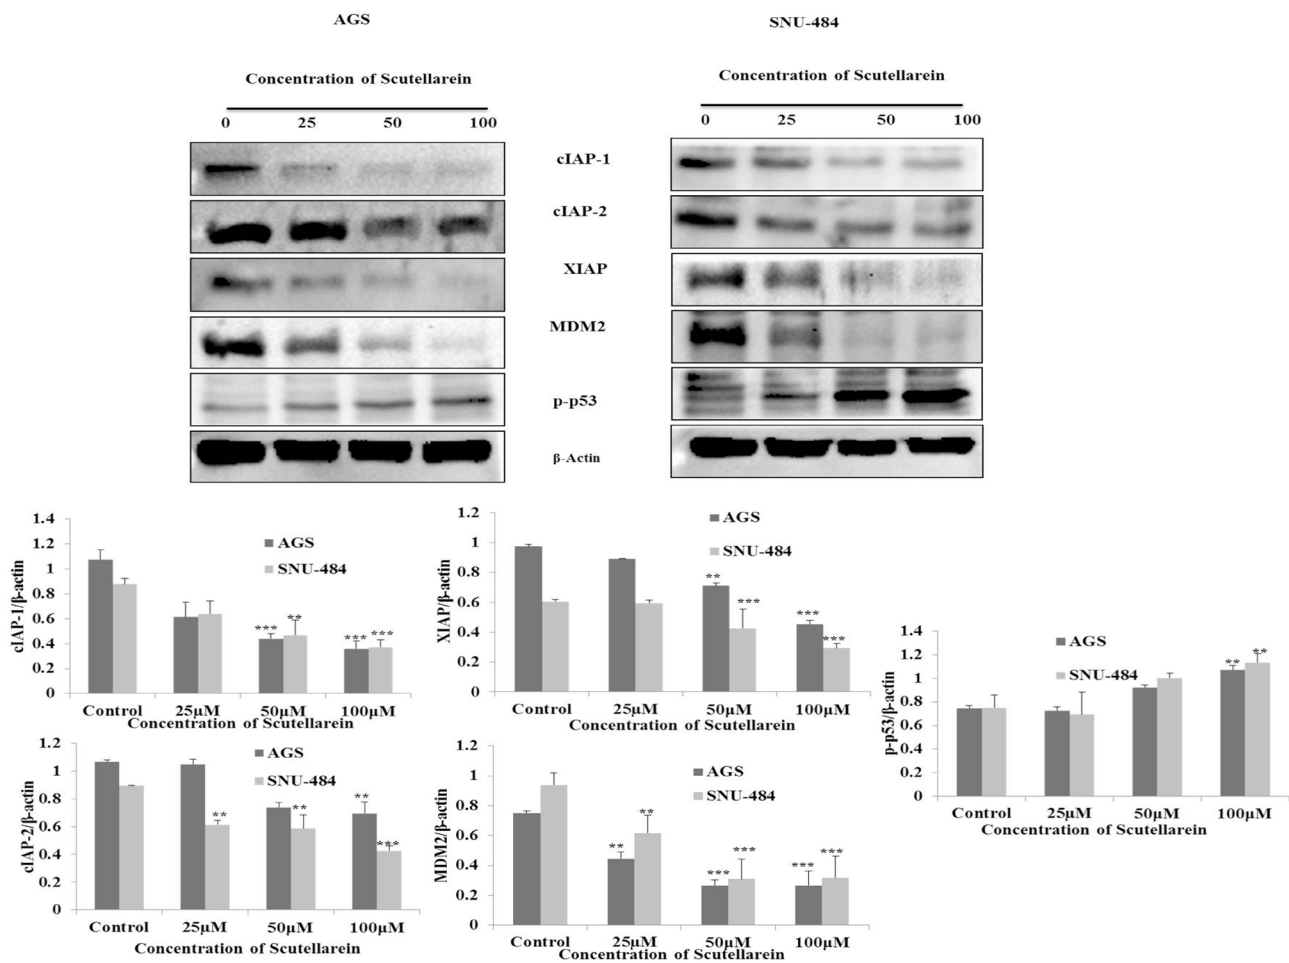 AGS
SNU-484
Concentration of Scutellarein
Concentration of Scutellarein
0 25 50 100
0 25 50 100
cIAP-1
cIAP-2
XIAP
MDM2
p-p53
β-Actin
cIAP-1/β-actin
1.4
1.2
1
0.8
0.6
0.4
0.2
0
AGS
SNU-484
*** **
*** ***
Control 25μM 50μM 100μM
Concentration of Scutellarein
XIAP/β-actin
1.2
1
0.8
0.6
0.4
0.2
0
AGS
SNU-484
** ***
*** ***
Control 25μM 50μM 100μM
Concentration of Scutellarein
p-p53/β-actin
1.4
1.2
1
0.8
0.6
0.4
0.2
0
AGS
SNU-484
** **
Control 25μM 50μM 100μM
Concentration of Scutellarein
cIAP-2/β-actin
1.2
1
0.8
0.6
0.4
0.2
0
AGS
SNU-484
** ** ** ***
Control 25μM 50μM 100μM
Concentration of Scutellarein
MDM2/β-actin
1
0.8
0.6
0.4
0.2
0
AGS
SNU-484
** **
*** ***
*** ***
Control 25μM 50μM 100μM
Concentration of Scutellarein